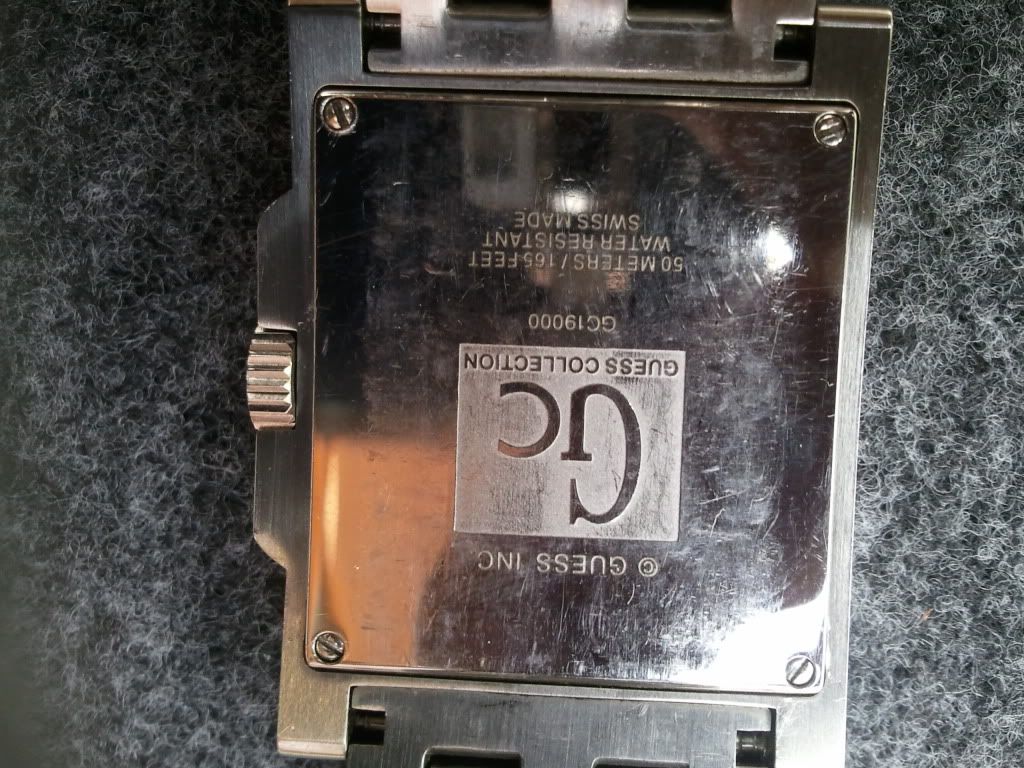 © GUESS INC
Gc
GUESS COLLECTION
GC19000
50 METERS / 165 FEET
WATER RESISTANT
SWISS MADE